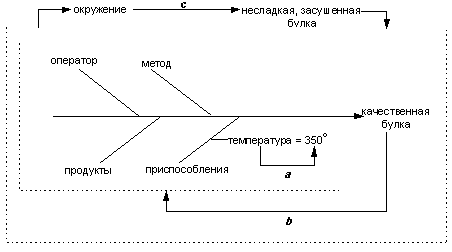 окружение
c
несладкая, засушенная
булка
оператор
метод
качественная
булка
температура = 350°
продукты
приспособления
a
b